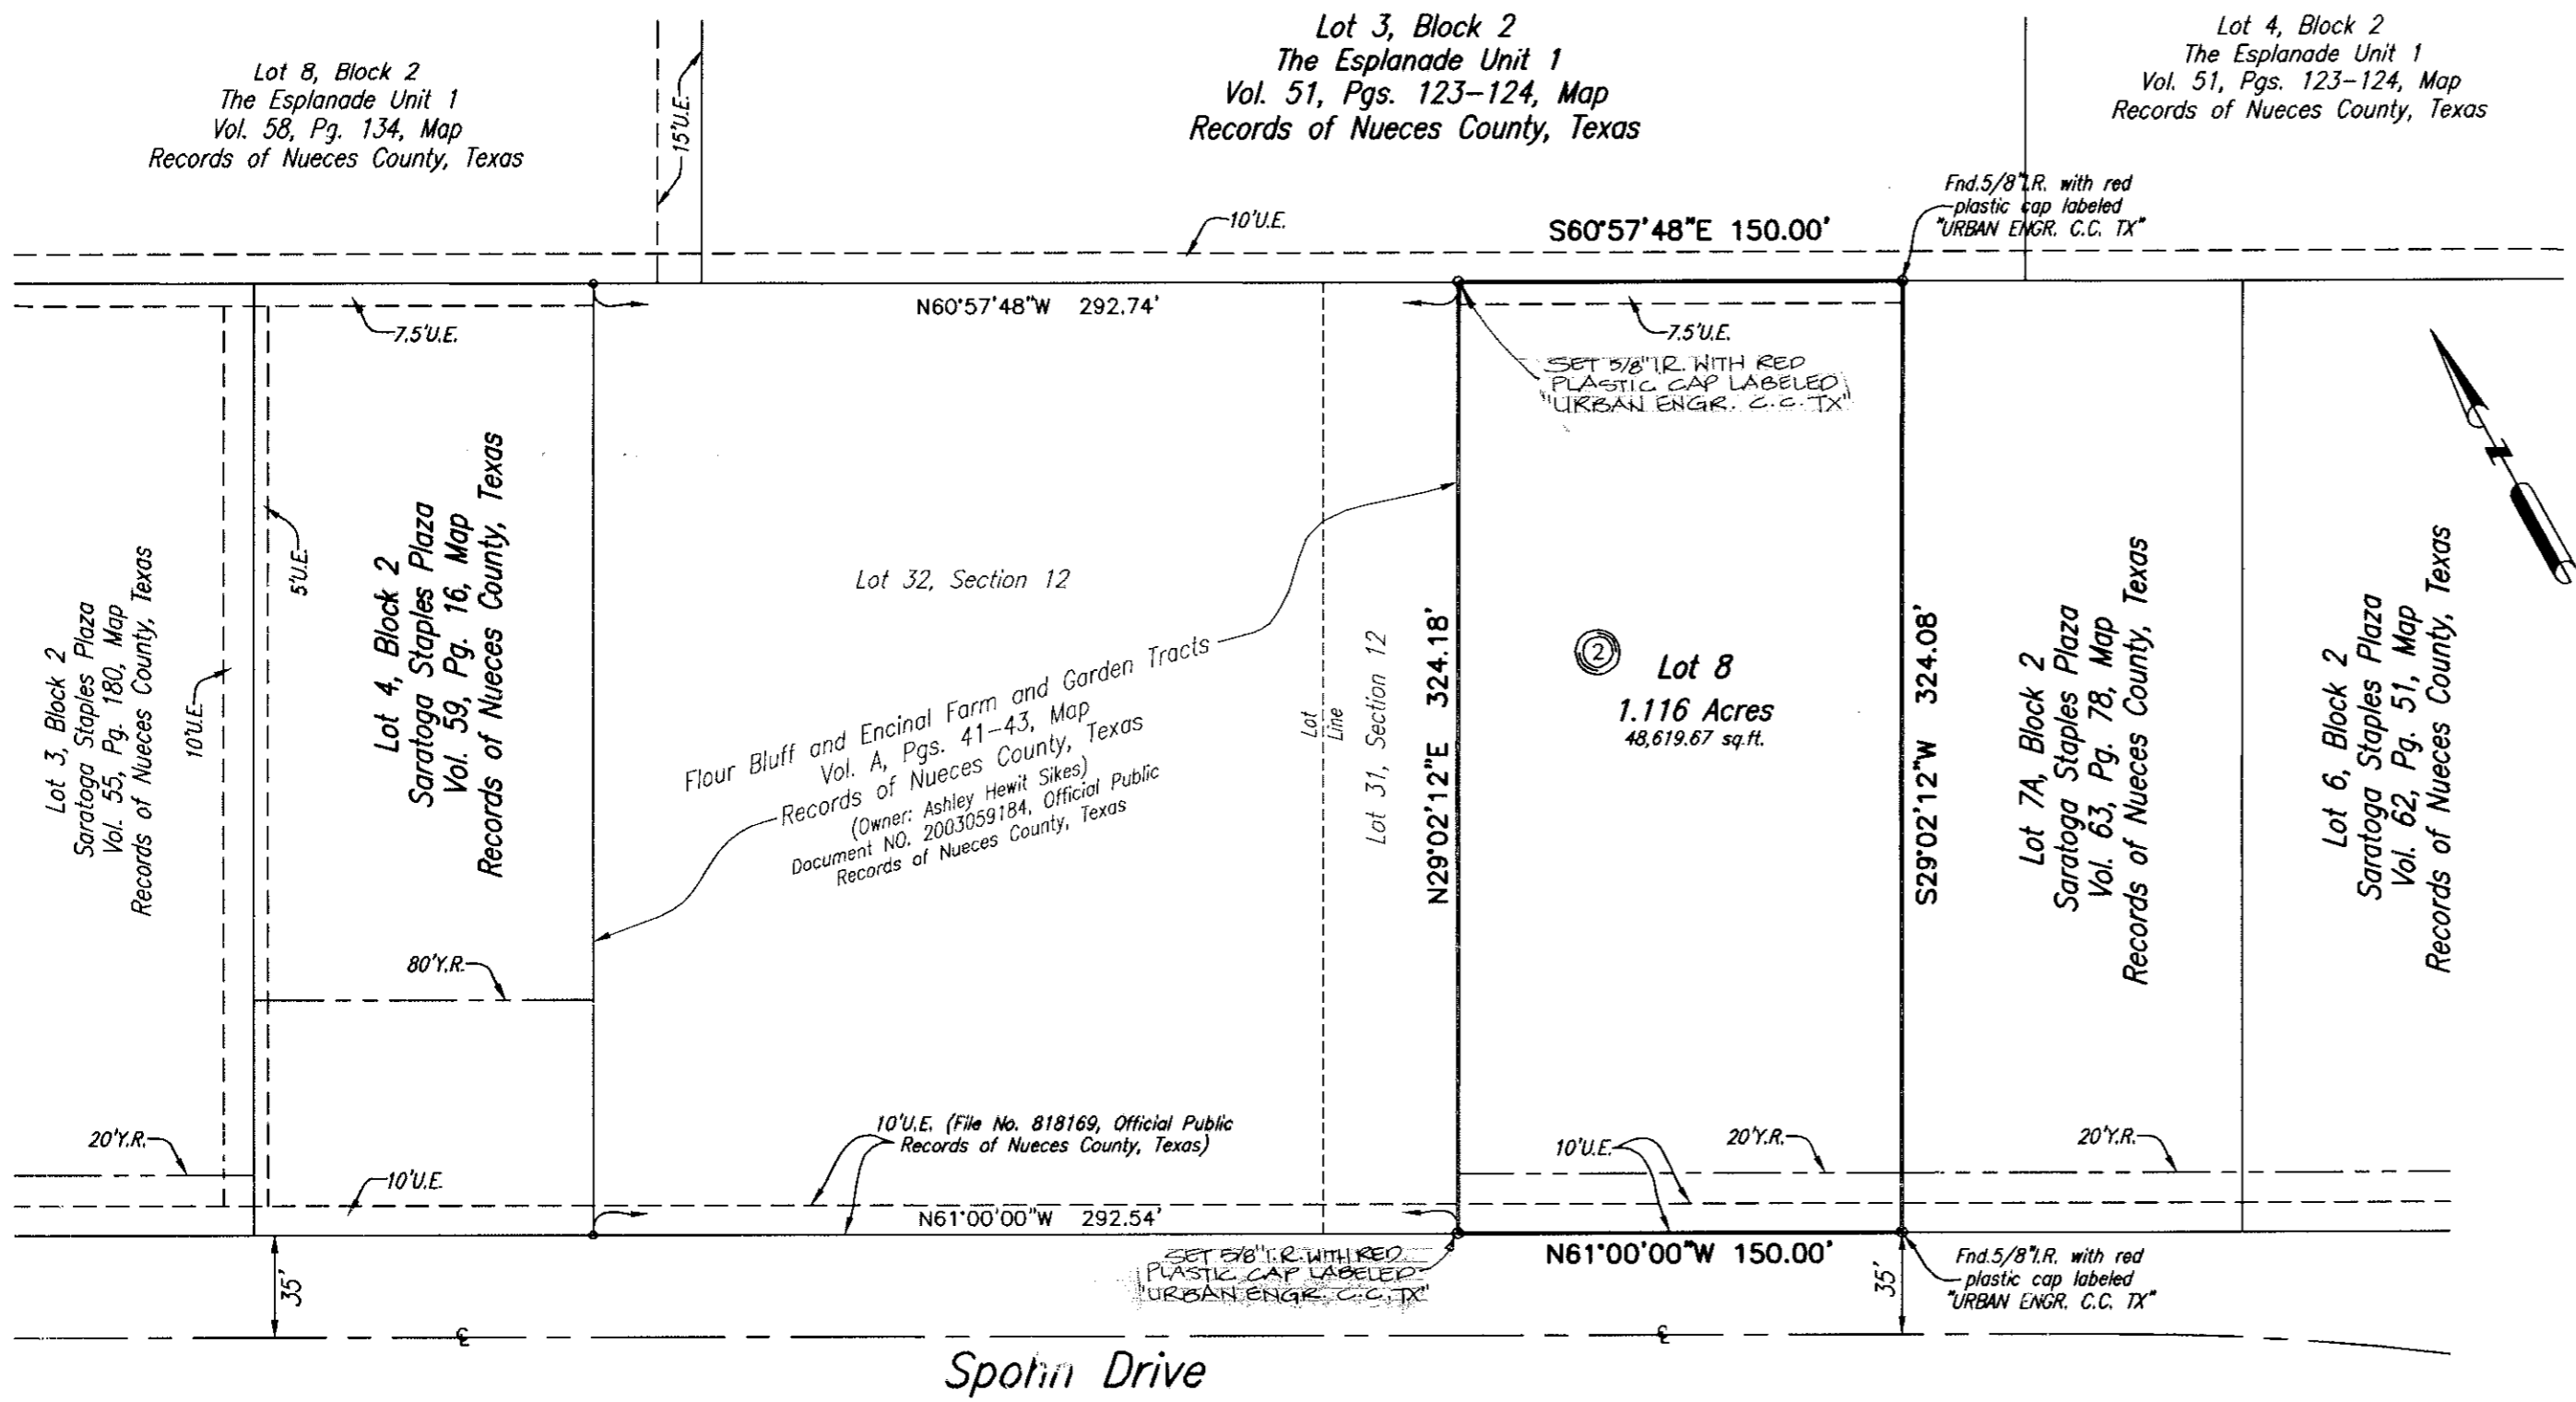 Lot 8, Block 2
The Esplanade Unit 1
Vol. 58, Pg. 134, Map
Records of Nueces County, Texas
15'U.E.
Lot 3, Block 2
The Esplanade Unit 1
Vol. 51, Pgs. 123-124, Map
Records of Nueces County, Texas
Lot 4, Block 2
The Esplanade Unit 1
Vol. 51, Pgs. 123-124, Map
Records of Nueces County, Texas
10'U.E.
S60°57'48"E 150.00'
Fnd.5/8"I.R. with red
plastic cap labeled
"URBAN ENGR. C.C. TX"
7.5'U.E.
N60°57'48"W 292.74'
7.5'U.E.
SET 5/8" I.R. WITH RED
PLASTIC CAP LABELED
"URBAN ENGR. C.C. TX"
Lot 3, Block 2
Saratoga Staples Plaza
Vol. 55, Pg. 180, Map
Records of Nueces County, Texas
10'U.E.
5'U.E.
Lot 4, Block 2
Saratoga Staples Plaza
Vol. 59, Pg. 16, Map
Records of Nueces County, Texas
Lot 32, Section 12
Flour Bluff and Encinal Farm and Garden Tracts
Vol. A, Pgs. 41-43, Map
Records of Nueces County, Texas
(Owner: Ashley Hewit Sikes)
Document NO. 2003059184, Official Public
Records of Nueces County, Texas
Lot
Line
Lot 31, Section 12
N29°02'12"E 324.18'
2
Lot 8
1.116 Acres
48,619.67 sq.ft.
S29°02'12"W 324.08'
Lot 7A, Block 2
Saratoga Staples Plaza
Vol. 63, Pg. 78, Map
Records of Nueces County, Texas
Lot 6, Block 2
Saratoga Staples Plaza
Vol. 62, Pg. 51, Map
Records of Nueces County, Texas
N
80'Y.R.
20'Y.R.
10'U.E.
10'U.E. (File No. 818169, Official Public
Records of Nueces County, Texas)
10'U.E.
20'Y.R.
20'Y.R.
N61°00'00"W 292.54'
SET 5/8" I.R. WITH RED
PLASTIC CAP LABELED
"URBAN ENGR. C.C. TX"
N61°00'00"W 150.00'
Fnd.5/8"I.R. with red
plastic cap labeled
"URBAN ENGR. C.C. TX"
35'
35'
Spohn Drive